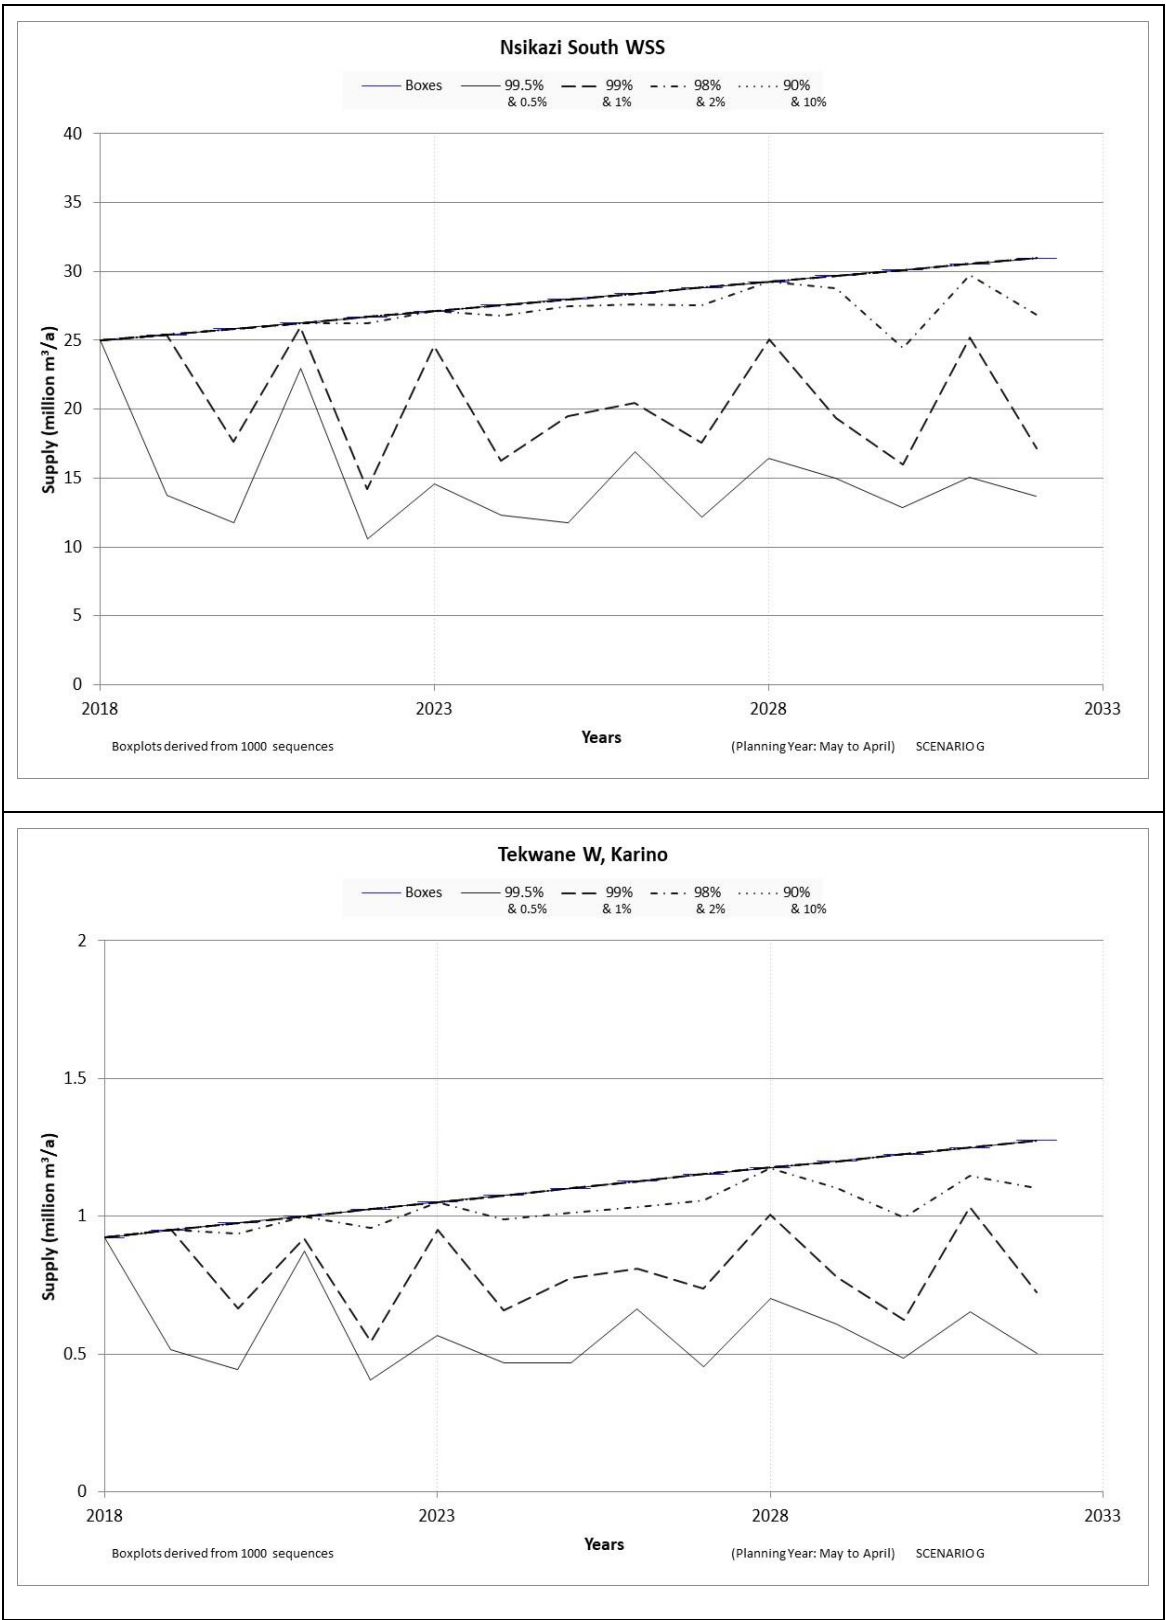 Nsikazi South WSS
Boxes 99.5% & 0.5% 99% & 1% 98% & 2% 90% & 10%
40
35
30
25
20
15
10
5
0
Supply (million m³/a)
2018 2023 2028 2033
Years
Boxplots derived from 1000 sequences (Planning Year: May to April) SCENARIO G
Tekwane W, Karino
Boxes 99.5% & 0.5% 99% & 1% 98% & 2% 90% & 10%
2
1.5
1
0.5
0
Supply (million m³/a)
2018 2023 2028 2033
Years
Boxplots derived from 1000 sequences (Planning Year: May to April) SCENARIO G